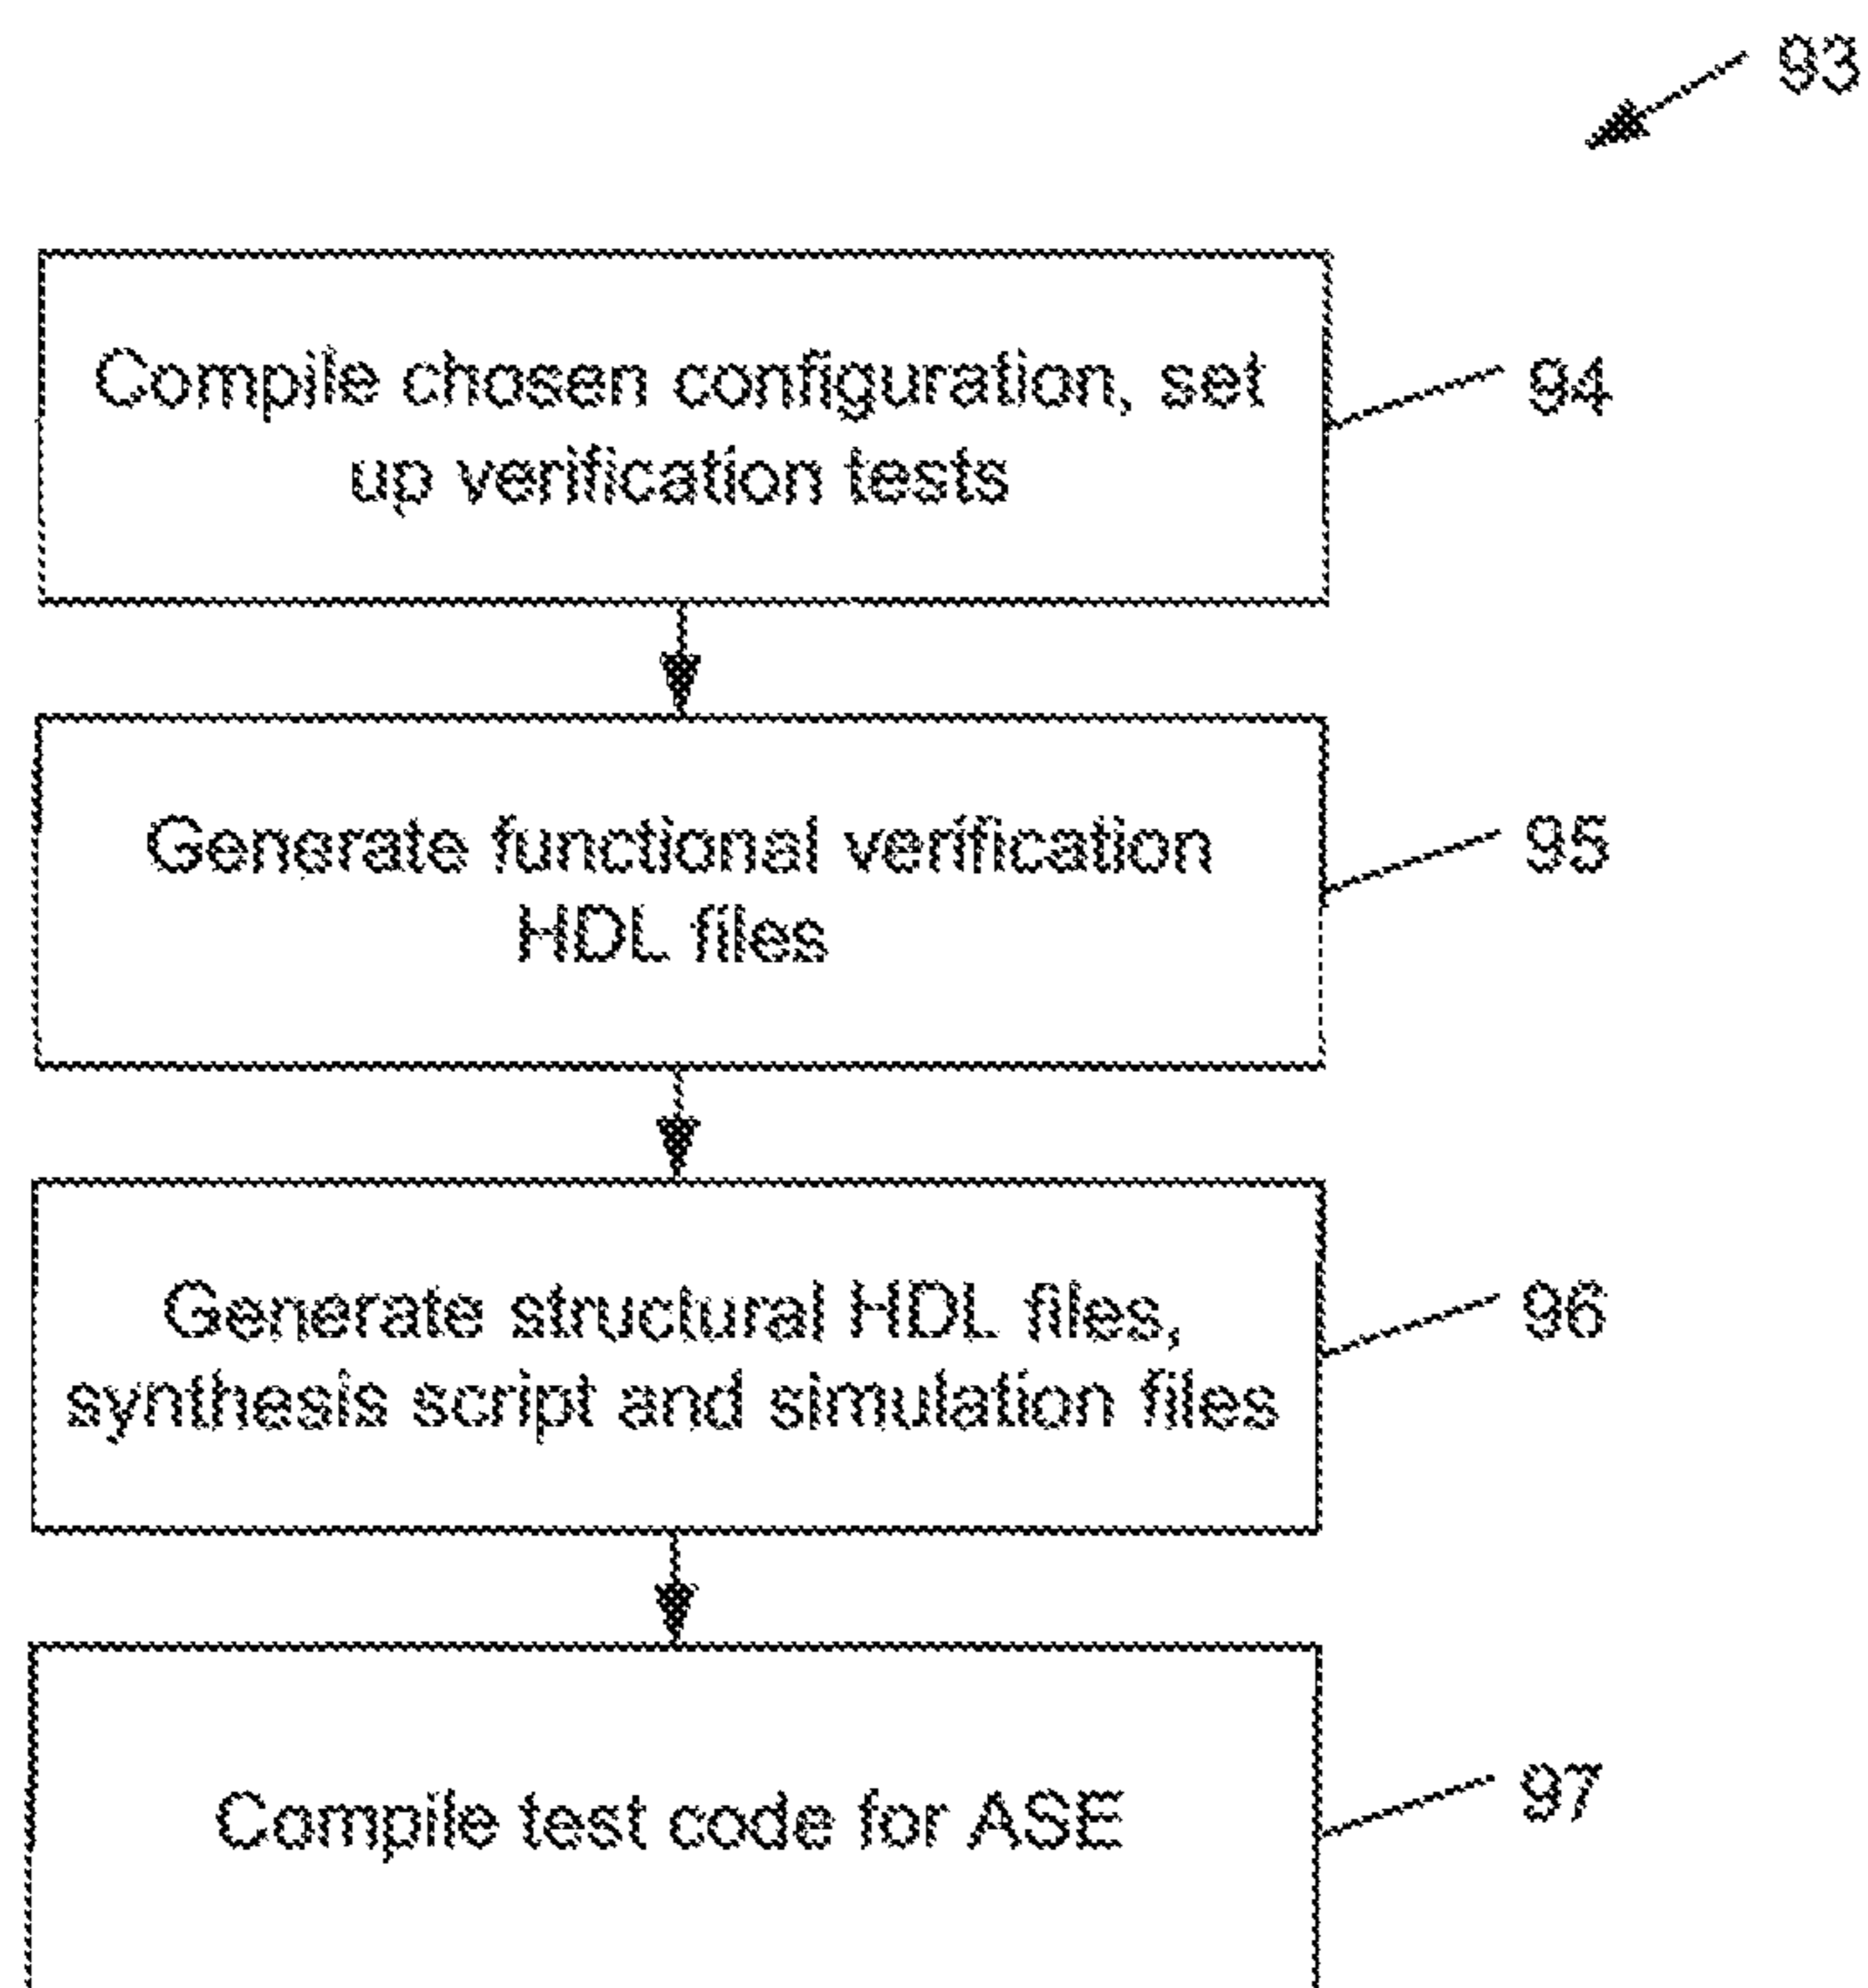 93
Compile chosen configuration, set
up verification tests
94
Generate functional verification
HDL files
95
Generate structural HDL files,
synthesis script and simulation files
96
Compile test code for ASE
97